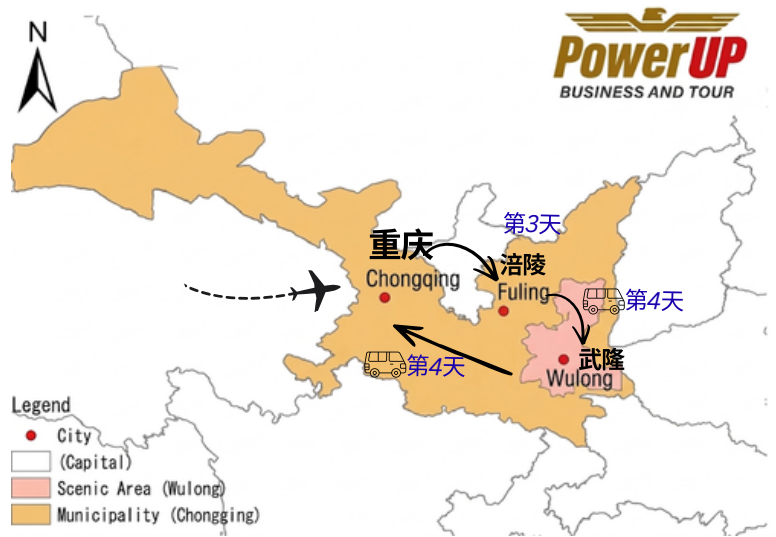 N
PowerUP
BUSINESS AND TOUR
第3天
重庆
涪陵
Chongqing
Fuling
第4天
武隆
第4天
Wulong
Legend
City
(Capital)
Scenic Area (Wulong)
Municipality (Chongging)